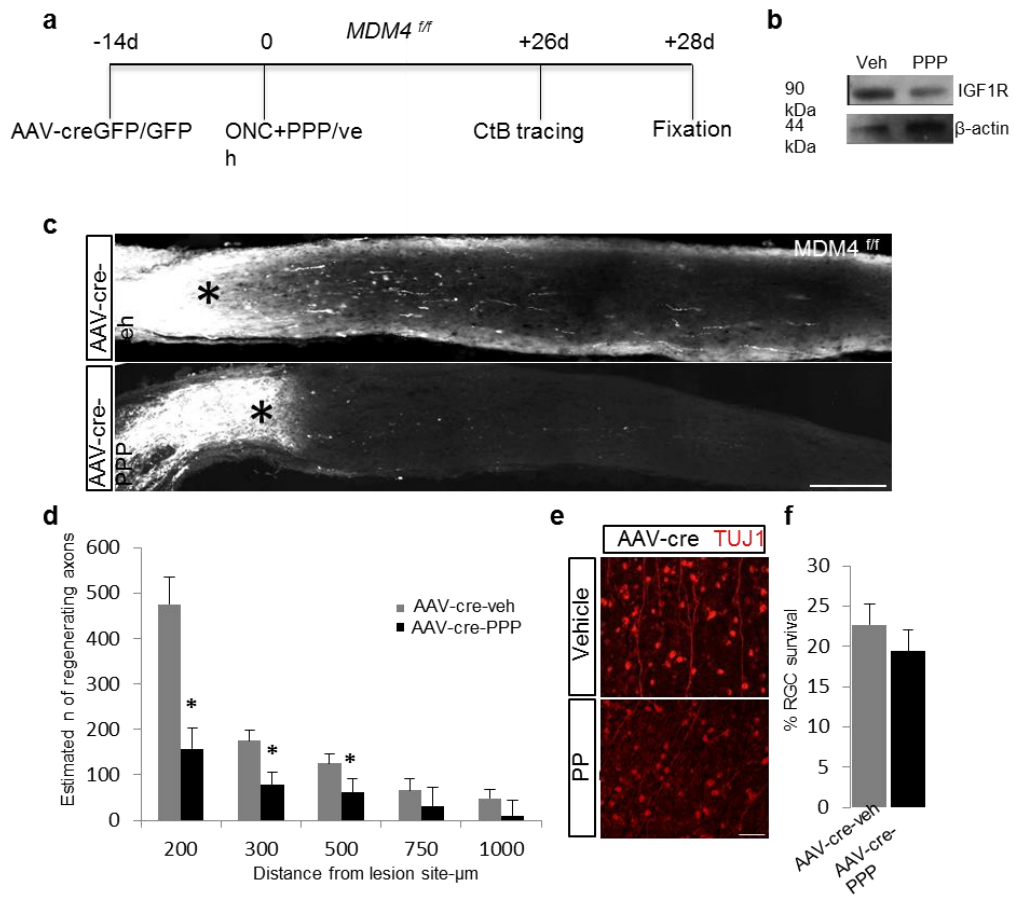 a
-14d 0 MDM4 f/f +26d +28d
AAV-creGFP/GFP ONC+PPP/ve
h CtB tracing Fixation
b
Veh PPP
90
kDa IGF1R
44
kDa β-actin
c
AAV-cre-
veh
MDM4 f/f
*
AAV-cre-
PPP
*
d
Estimated n of regenerating axons
600
500
400
300
200
100
0
AAV-cre-veh
AAV-cre-PPP
* * *
200 300 500 750 1000
Distance from lesion site-μm
e
AAV-cre TUJ1
Vehicle
PP
f
% RGC survival
30
25
20
15
10
5
0
AAV-cre-veh
AAV-cre-
PPP